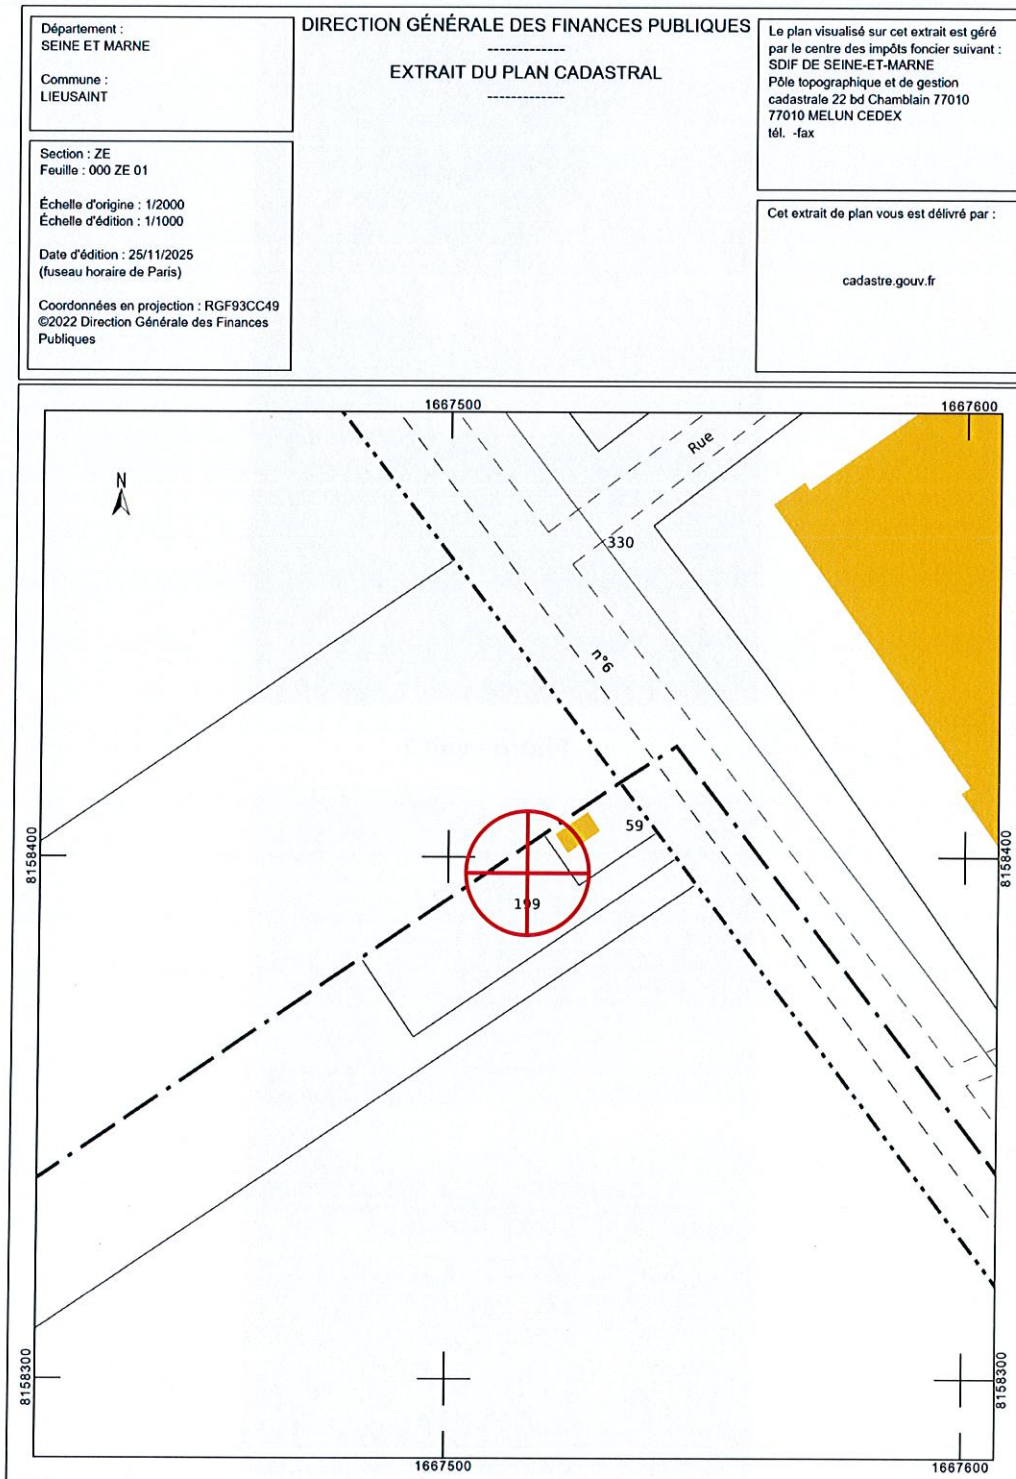 Département :
SEINE ET MARNE
Commune :
LIEUSAINT
Section : ZE
Feuille : 000 ZE 01
Échelle d'origine : 1/2000
Échelle d'édition : 1/1000
Date d'édition : 25/11/2025
(fuseau horaire de Paris)
Coordonnées en projection : RGF93CC49
©2022 Direction Générale des Finances
Publiques
DIRECTION GÉNÉRALE DES FINANCES PUBLIQUES
-------------
EXTRAIT DU PLAN CADASTRAL
-------------
Le plan visualisé sur cet extrait est géré
par le centre des impôts foncier suivant :
SDIF DE SEINE-ET-MARNE
Pôle topographique et de gestion
cadastrale 22 bd Chamblain 77010
77010 MELUN CEDEX
tél. -fax
Cet extrait de plan vous est délivré par :
cadastre.gouv.fr
1667500
1667600
N
Rue
330
n°6
59
199
8158400
8158400
8158300
8158300
1667500
1667600